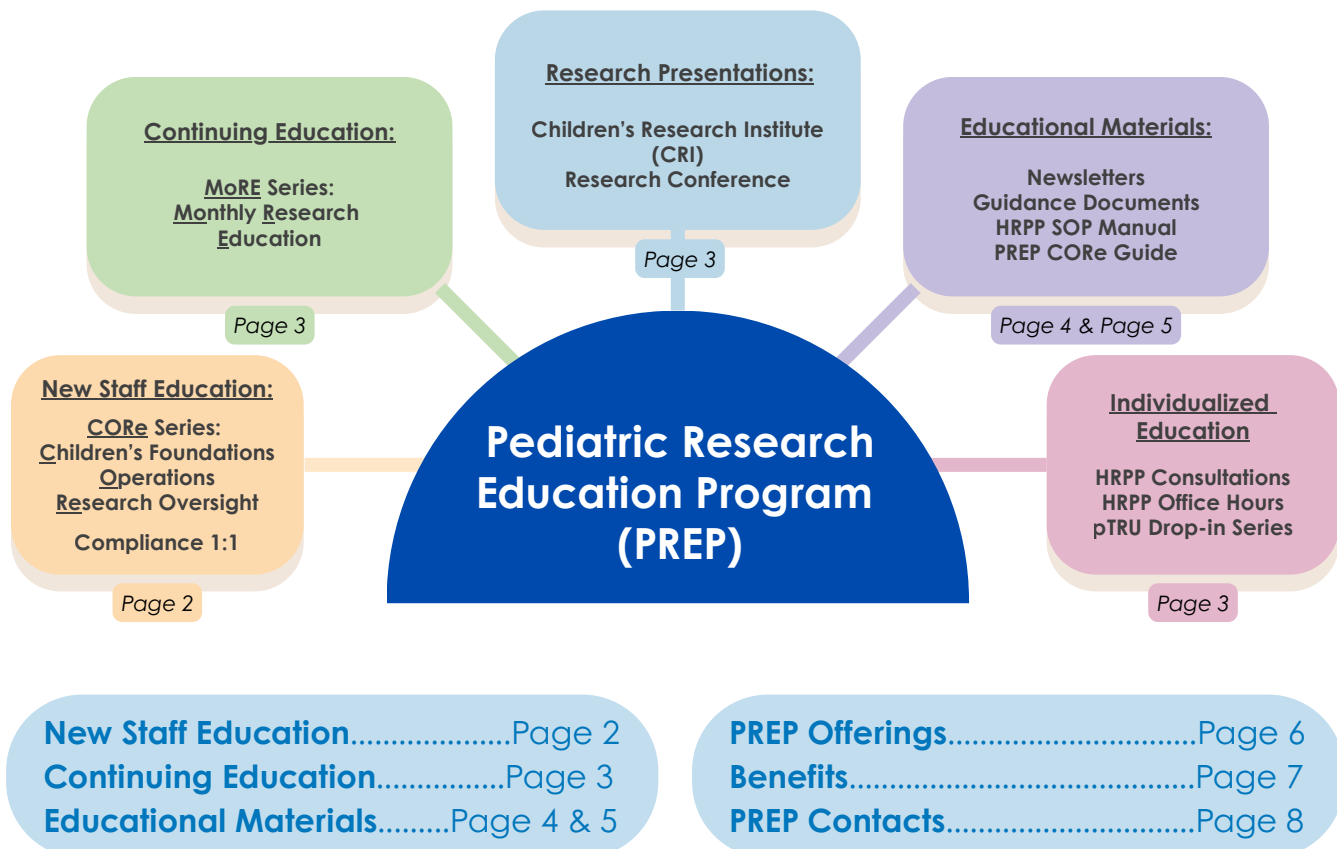 Research Presentations:
Children's Research Institute
(CRI)
Research Conference
Page 3
Continuing Education:
MoRE Series:
Monthly Research
Education
Page 3
Educational Materials:
Newsletters
Guidance Documents
HRPP SOP Manual
PREP CORe Guide
Page 4 & Page 5
New Staff Education:
CORe Series:
Children's Foundations
Operations
Research Oversight
Compliance 1:1
Page 2
Pediatric Research
Education Program
(PREP)
Individualized
Education
HRPP Consultations
HRPP Office Hours
pTRU Drop-in Series
Page 3
New Staff Education...................Page 2
Continuing Education...............Page 3
Educational Materials.........Page 4 & 5
PREP Offerings.............................Page 6
Benefits........................................Page 7
PREP Contacts.............................Page 8